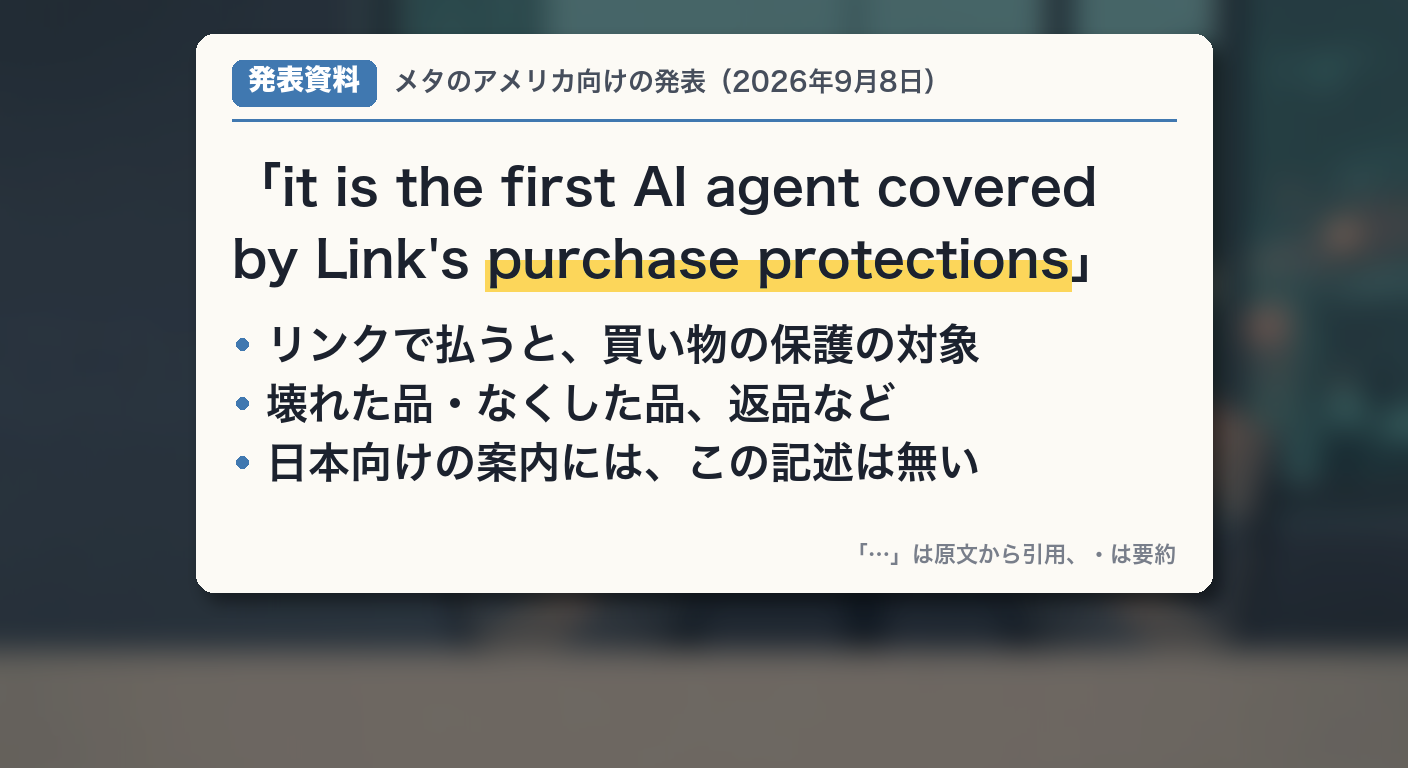 発表資料 メタのアメリカ向けの発表（2026年9月8日）
「it is the first AI agent covered
by Link's purchase protections」
• リンクで払うと、買い物の保護の対象
• 壊れた品・なくした品、返品など
• 日本向けの案内には、この記述は無い
「…」は原文から引用、・は要約